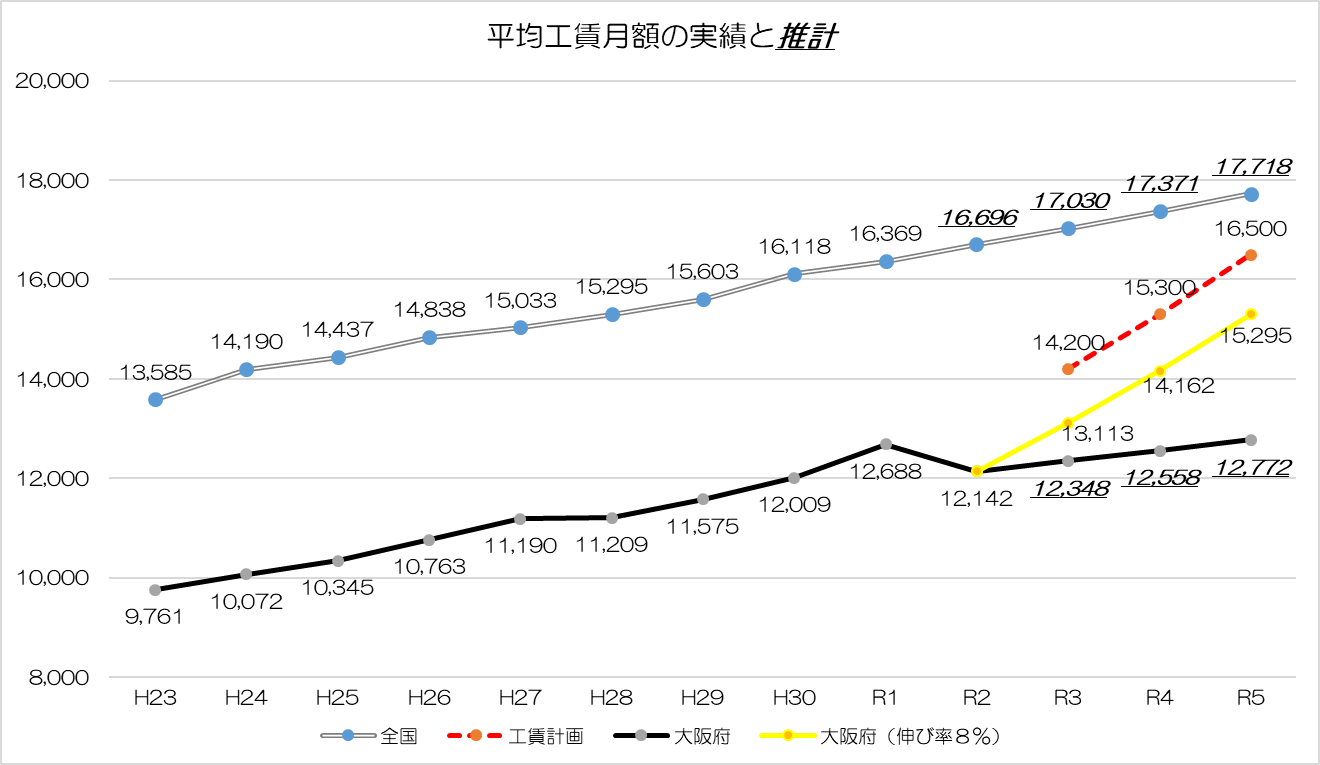 平均工賃月額の実績と推計
20,000
18,000
16,000
14,000
12,000
10,000
8,000
13,585 14,190 14,437 14,838 15,033 15,295 15,603 16,118 16,369 16,696 17,030 17,371 17,718
14,200 15,300 16,500
13,113 14,162 15,295
9,761 10,072 10,345 10,763 11,190 11,209 11,575 12,009 12,688 12,142 12,348 12,558 12,772
H23 H24 H25 H26 H27 H28 H29 H30 R1 R2 R3 R4 R5
全国 工賃計画 大阪府 大阪府（伸び率８％）